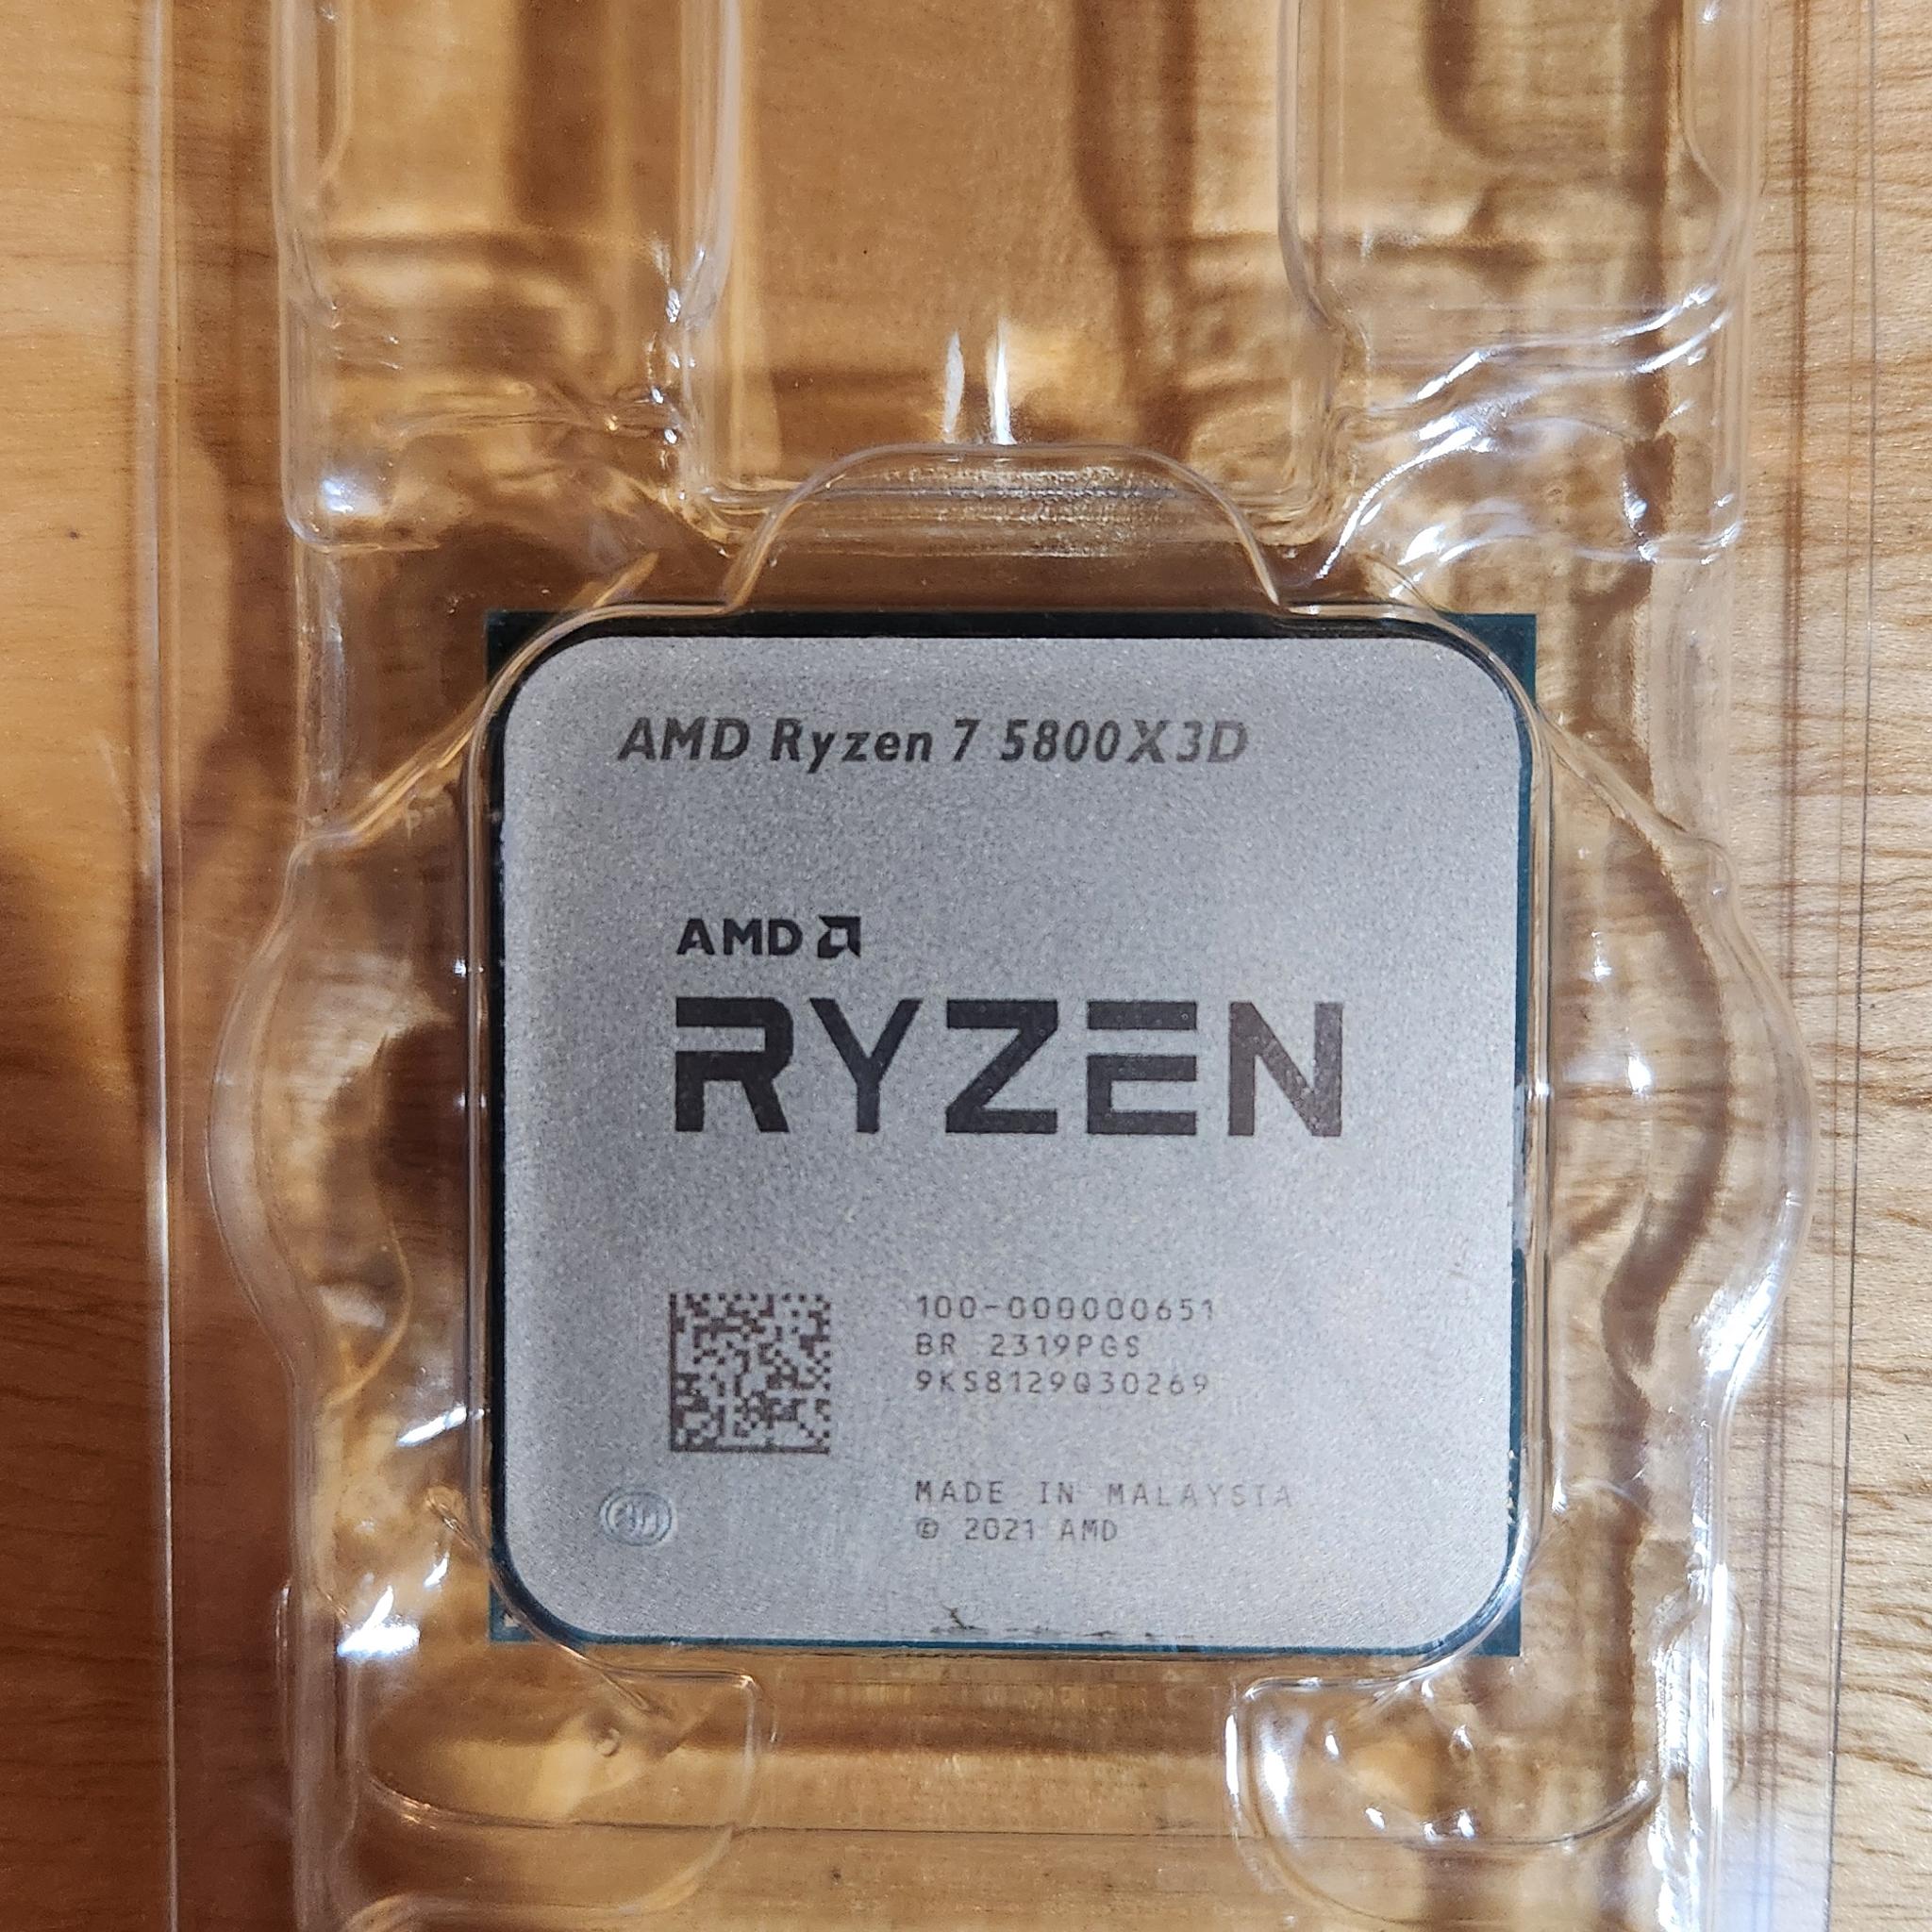 AMD Ryzen 7 5800X3D
AMD
RYZEN
100-000000651
BR 2319PGS
9KS8129Q30269
MADE IN MALAYSIA
© 2021 AMD